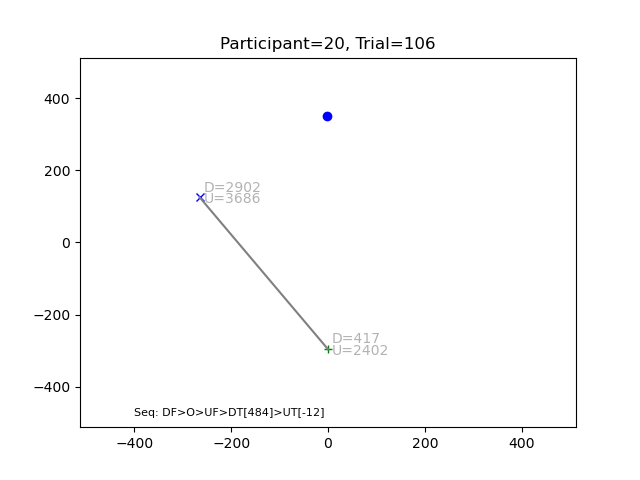 Participant=20, Trial=106
400
200
0
−200
−400
D=2902
U=3686
D=417
U=2402
Seq: DF>O>UF>DT[484]>UT[-12]
−400
−200
0
200
400